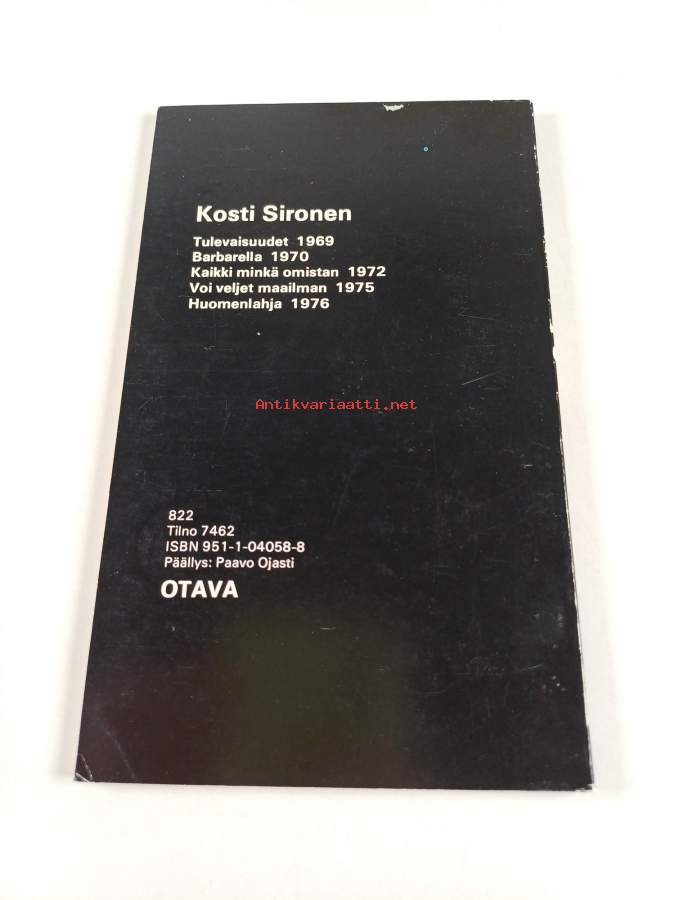 Kosti Sironen
Tulevaisuudet 1969
Barbarella 1970
Kaikki minkä omistan 1972
Voi veljet maailman 1975
Huomenlahja 1976
Antikvariaatti.net
822
Tilno 7462
ISBN 951-1-04058-8
Päällys: Paavo Ojasti
OTAVA